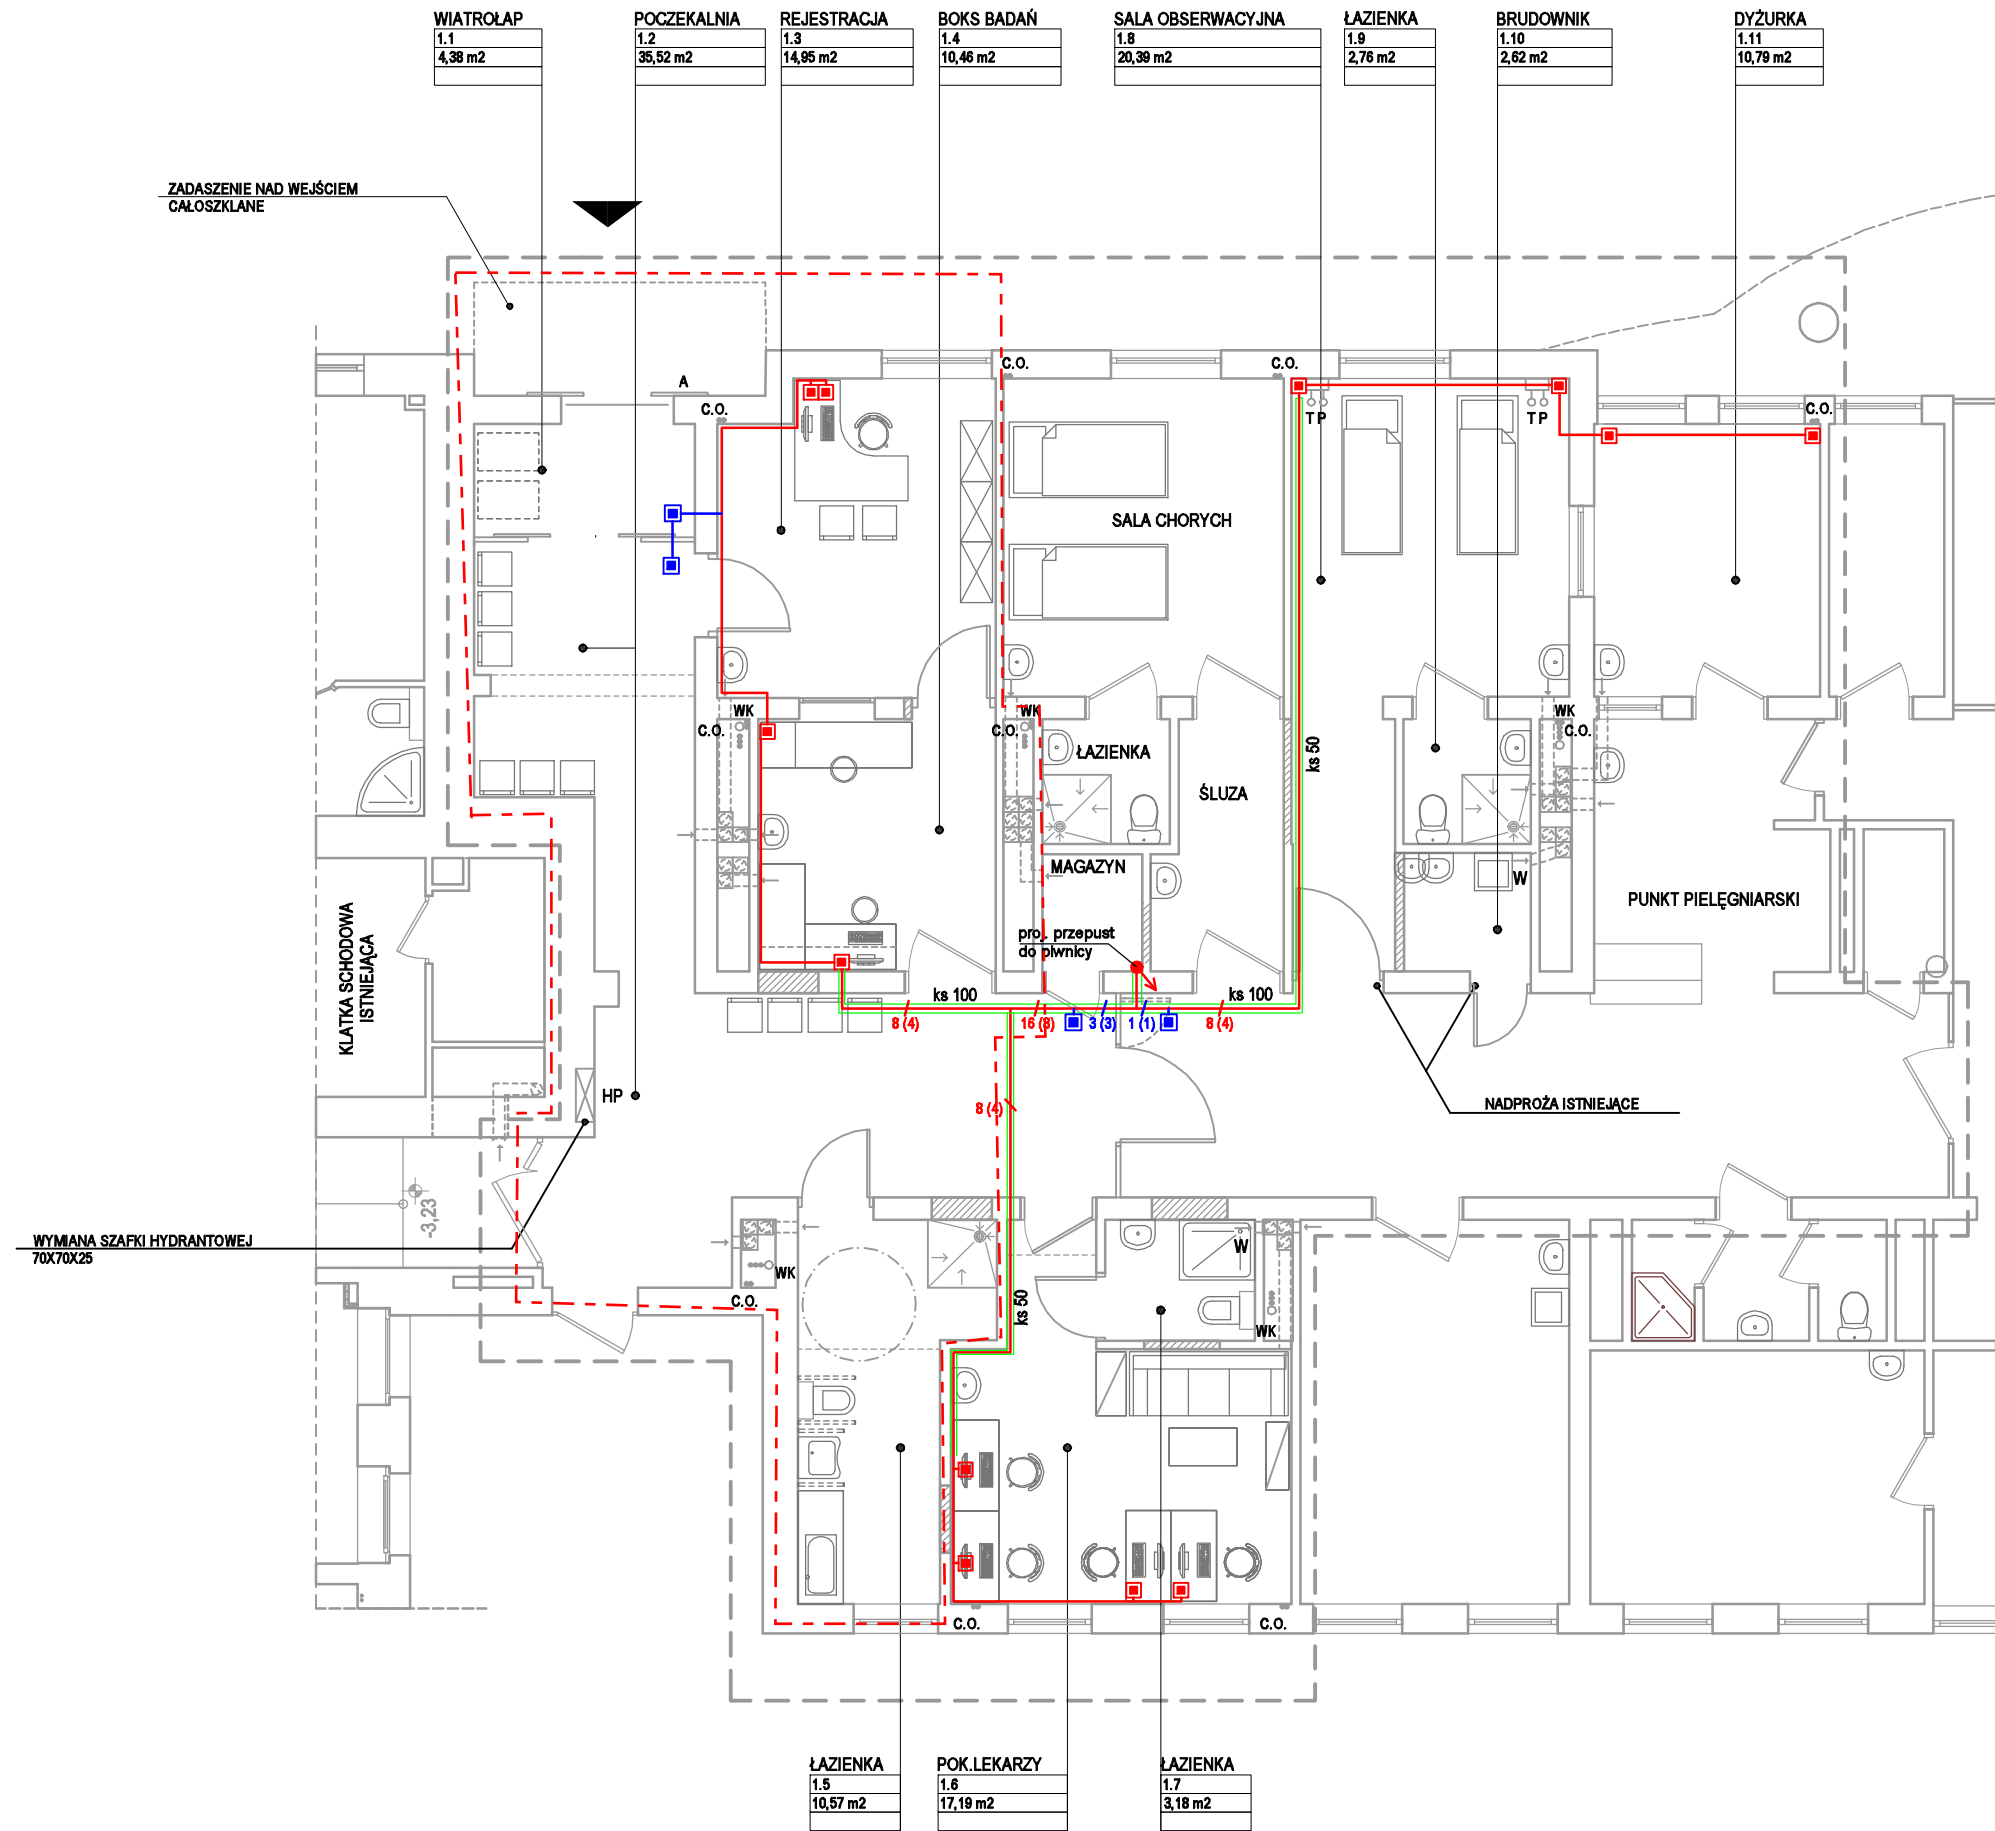 WIATROŁAP
1.1
4,38 m2
POCZEKALNIA
1.2
35,52 m2
REJESTRACJA
1.3
14,95 m2
BOKS BADAŃ
1.4
10,46 m2
SALA OBSERWACYJNA
1.8
20,39 m2
ŁAZIENKA
1.9
2,76 m2
BRUDOWNIK
1.10
2,62 m2
DYŻURKA
1.11
10,79 m2
ZADASZENIE NAD WEJŚCIEM
CAŁOSZKLANE
A
C.O.
C.O.
C.O.
C.O.
T P
T P
SALA CHORYCH
WK
C.O.
WK
C.O.
WK
C.O.
ks 50
ŁAZIENKA
ŚLUZA
MAGAZYN
W
PUNKT PIELĘGNIARSKI
KLATKA SCHODOWA
ISTNIEJĄCA
proj. przepust
do piwnicy
ks 100
ks 100
8 (4)
16 (8)
3 (3)
1 (1)
8 (4)
HP
8 (4)
NADPROŻA ISTNIEJĄCE
-3,23
WYMIANA SZAFKI HYDRANTOWEJ
70X70X25
W
WK
C.O.
ks 50
WK
C.O.
C.O.
ŁAZIENKA
1.5
10,57 m2
POK.LEKARZY
1.6
17,19 m2
ŁAZIENKA
1.7
3,18 m2